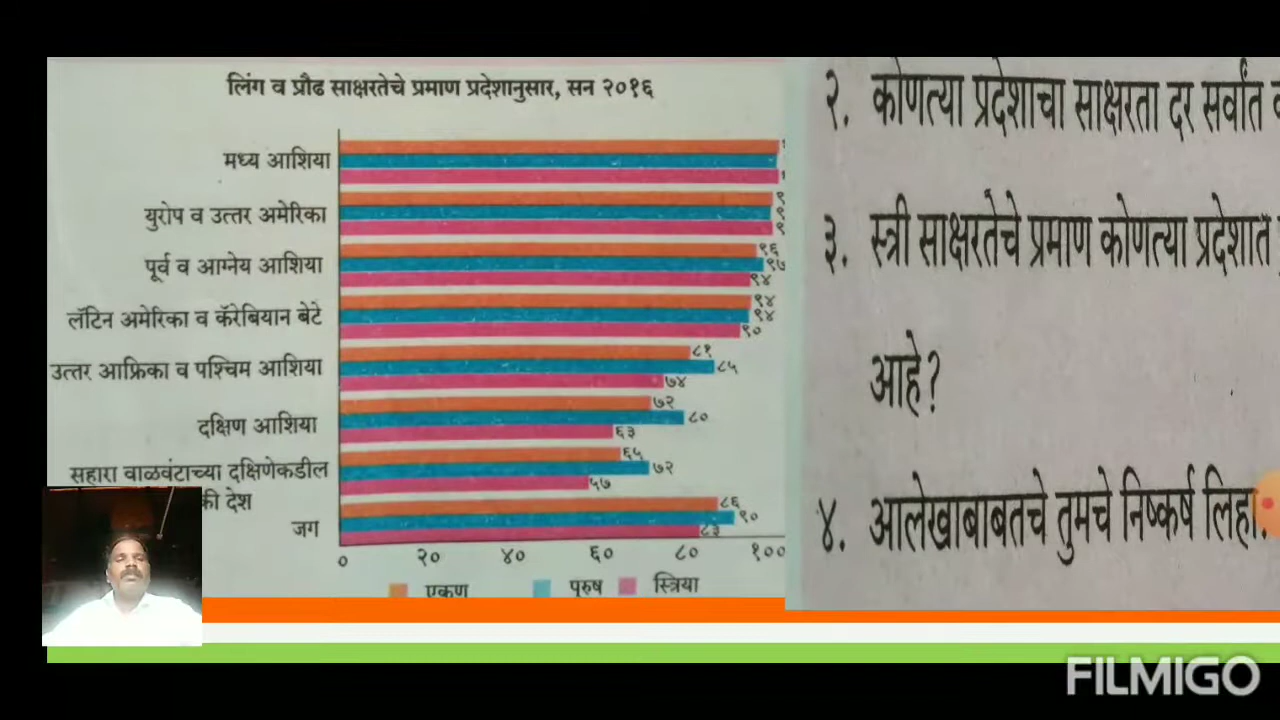 लिंग व प्रौढ साक्षरतेचे प्रमाण प्रदेशानुसार, सन २०१६
मध्य आशिया
युरोप व उत्तर अमेरिका
पूर्व व आग्नेय आशिया
९६
९७
९४
लॅटिन अमेरिका व कॅरेबियान बेटे
९४
९४
९०
उत्तर आफ्रिका व पश्चिम आशिया
८१
८५
७४
दक्षिण आशिया
७२
८०
६३
सहारा वाळवंटाच्या दक्षिणेकडील
देश
६५
७२
५७
जग
८६
९०
८३
० २० ४० ६० ८० १००
एकूण पुरुष स्त्रिया
२. कोणत्या प्रदेशाचा साक्षरता दर सर्वांत
३. स्त्री साक्षरतेचे प्रमाण कोणत्या प्रदेशात
आहे?
४. आलेखाबाबतचे तुमचे निष्कर्ष लिहा.
FILMIGO